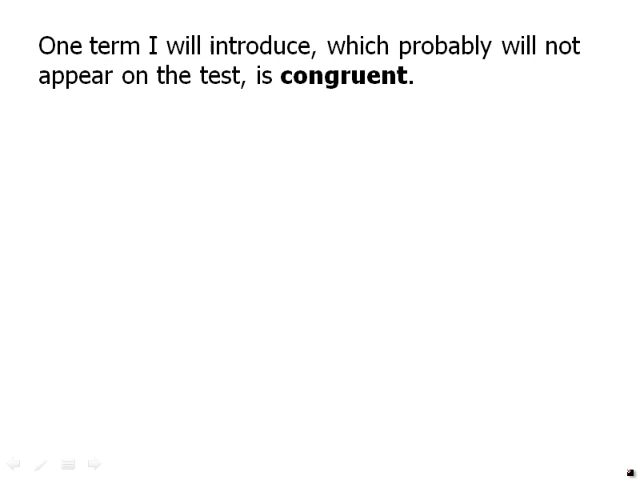 One term I will introduce, which probably will not
appear on the test, is congruent.